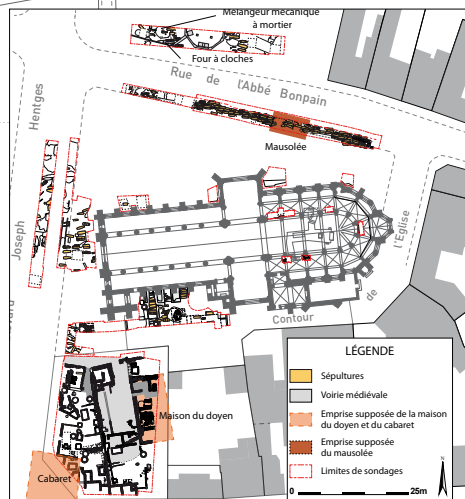 Mélangeur mécanique
à mortier
Four à cloches
Rue de l'Abbé Bonpain
Hentges
Joseph
Mausolée
Contour de l'Eglise
Maison du doyen
Cabaret
LÉGENDE
Sépultures
Voirie médiévale
Emprise supposée de la maison
du doyen et du cabaret
Emprise supposée
du mausolée
Limites de sondages
N
0 25m